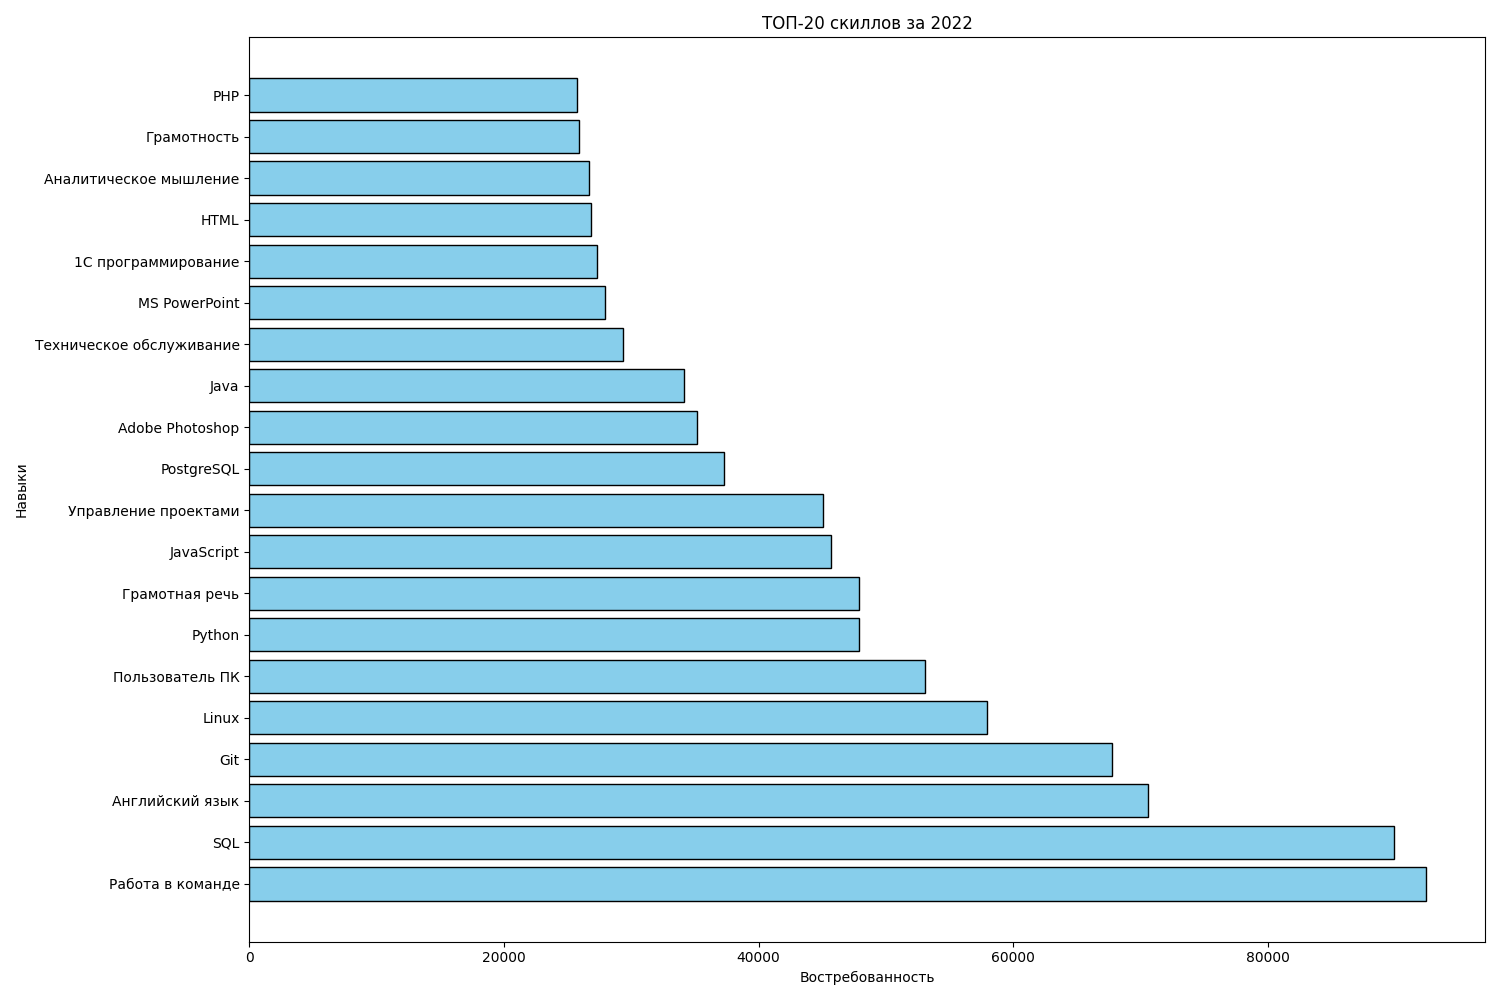 ТОП-20 скиллов за 2022
PHP
Грамотность
Аналитическое мышление
HTML
1С программирование
MS PowerPoint
Техническое обслуживание
Java
Adobe Photoshop
PostgreSQL
Управление проектами
JavaScript
Грамотная речь
Python
Пользователь ПК
Linux
Git
Английский язык
SQL
Работа в команде
Навыки
0 20000 40000 60000 80000
Востребованность